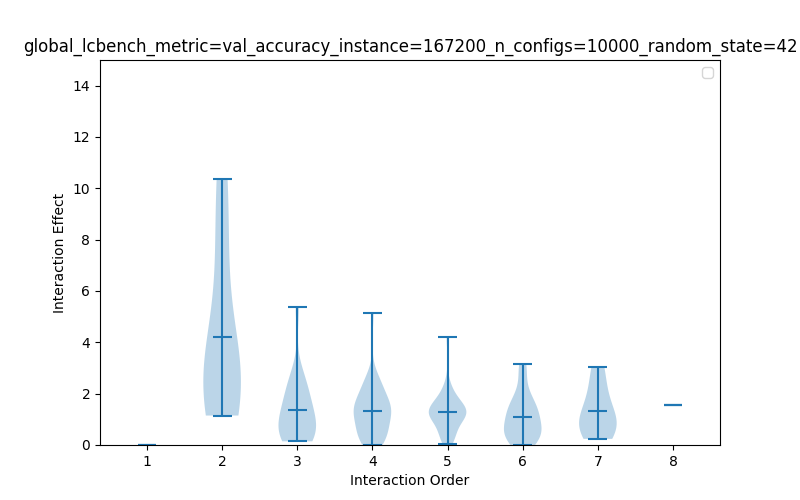 global_lcbench_metric=val_accuracy_instance=167200_n_configs=10000_random_state=42
14
12
10
8
6
4
2
0
Interaction Effect
1 2 3 4 5 6 7 8
Interaction Order